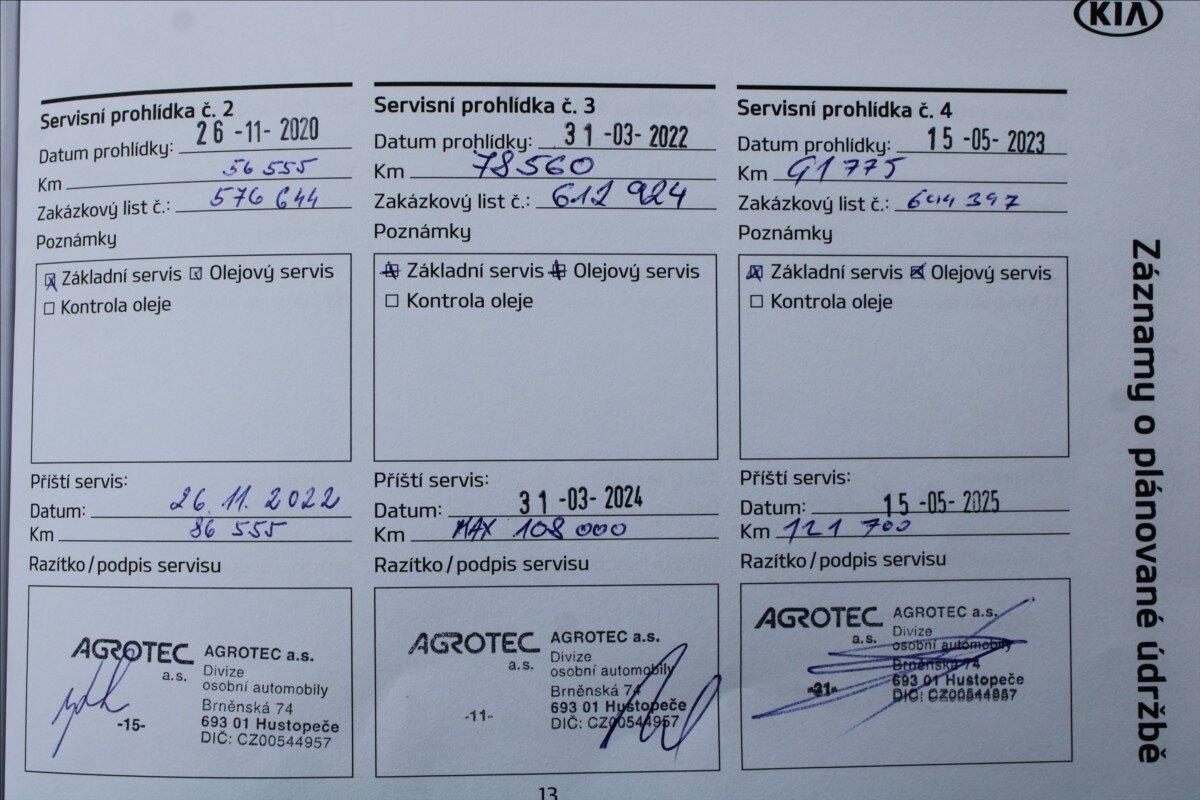 KIA
Servisní prohlídka č. 2
Datum prohlídky: 26-11-2020
Km 56 555
Zakázkový list č.: 576 644
Poznámky
Základní servis Olejový servis
Kontrola oleje
Příští servis:
Datum: 26.11.2022
Km 86 555
Razítko/podpis servisu
AGROTEC a.s.
AGROTEC a.s.
Divize
osobní automobily
Brněnská 74
693 01 Hustopeče
DIČ: CZ00544957
-15-
Servisní prohlídka č. 3
Datum prohlídky: 31-03-2022
Km 78560
Zakázkový list č.: 612 924
Poznámky
Základní servis Olejový servis
Kontrola oleje
Příští servis:
Datum: 31-03-2024
Km MAX 108 000
Razítko/podpis servisu
AGROTEC a.s.
AGROTEC a.s.
Divize
osobní automobily
Brněnská 74
693 01 Hustopeče
DIČ: CZ00544957
-11-
Servisní prohlídka č. 4
Datum prohlídky: 15-05-2023
Km 91 775
Zakázkový list č.: 644 397
Poznámky
Základní servis Olejový servis
Kontrola oleje
Příští servis:
Datum: 15-05-2025
Km 121 700
Razítko/podpis servisu
AGROTEC a.s.
AGROTEC a.s.
Divize
osobní automobily
Brněnská 74
693 01 Hustopeče
DIČ: CZ00544957
-31-
Záznamy o plánované údržbě
13